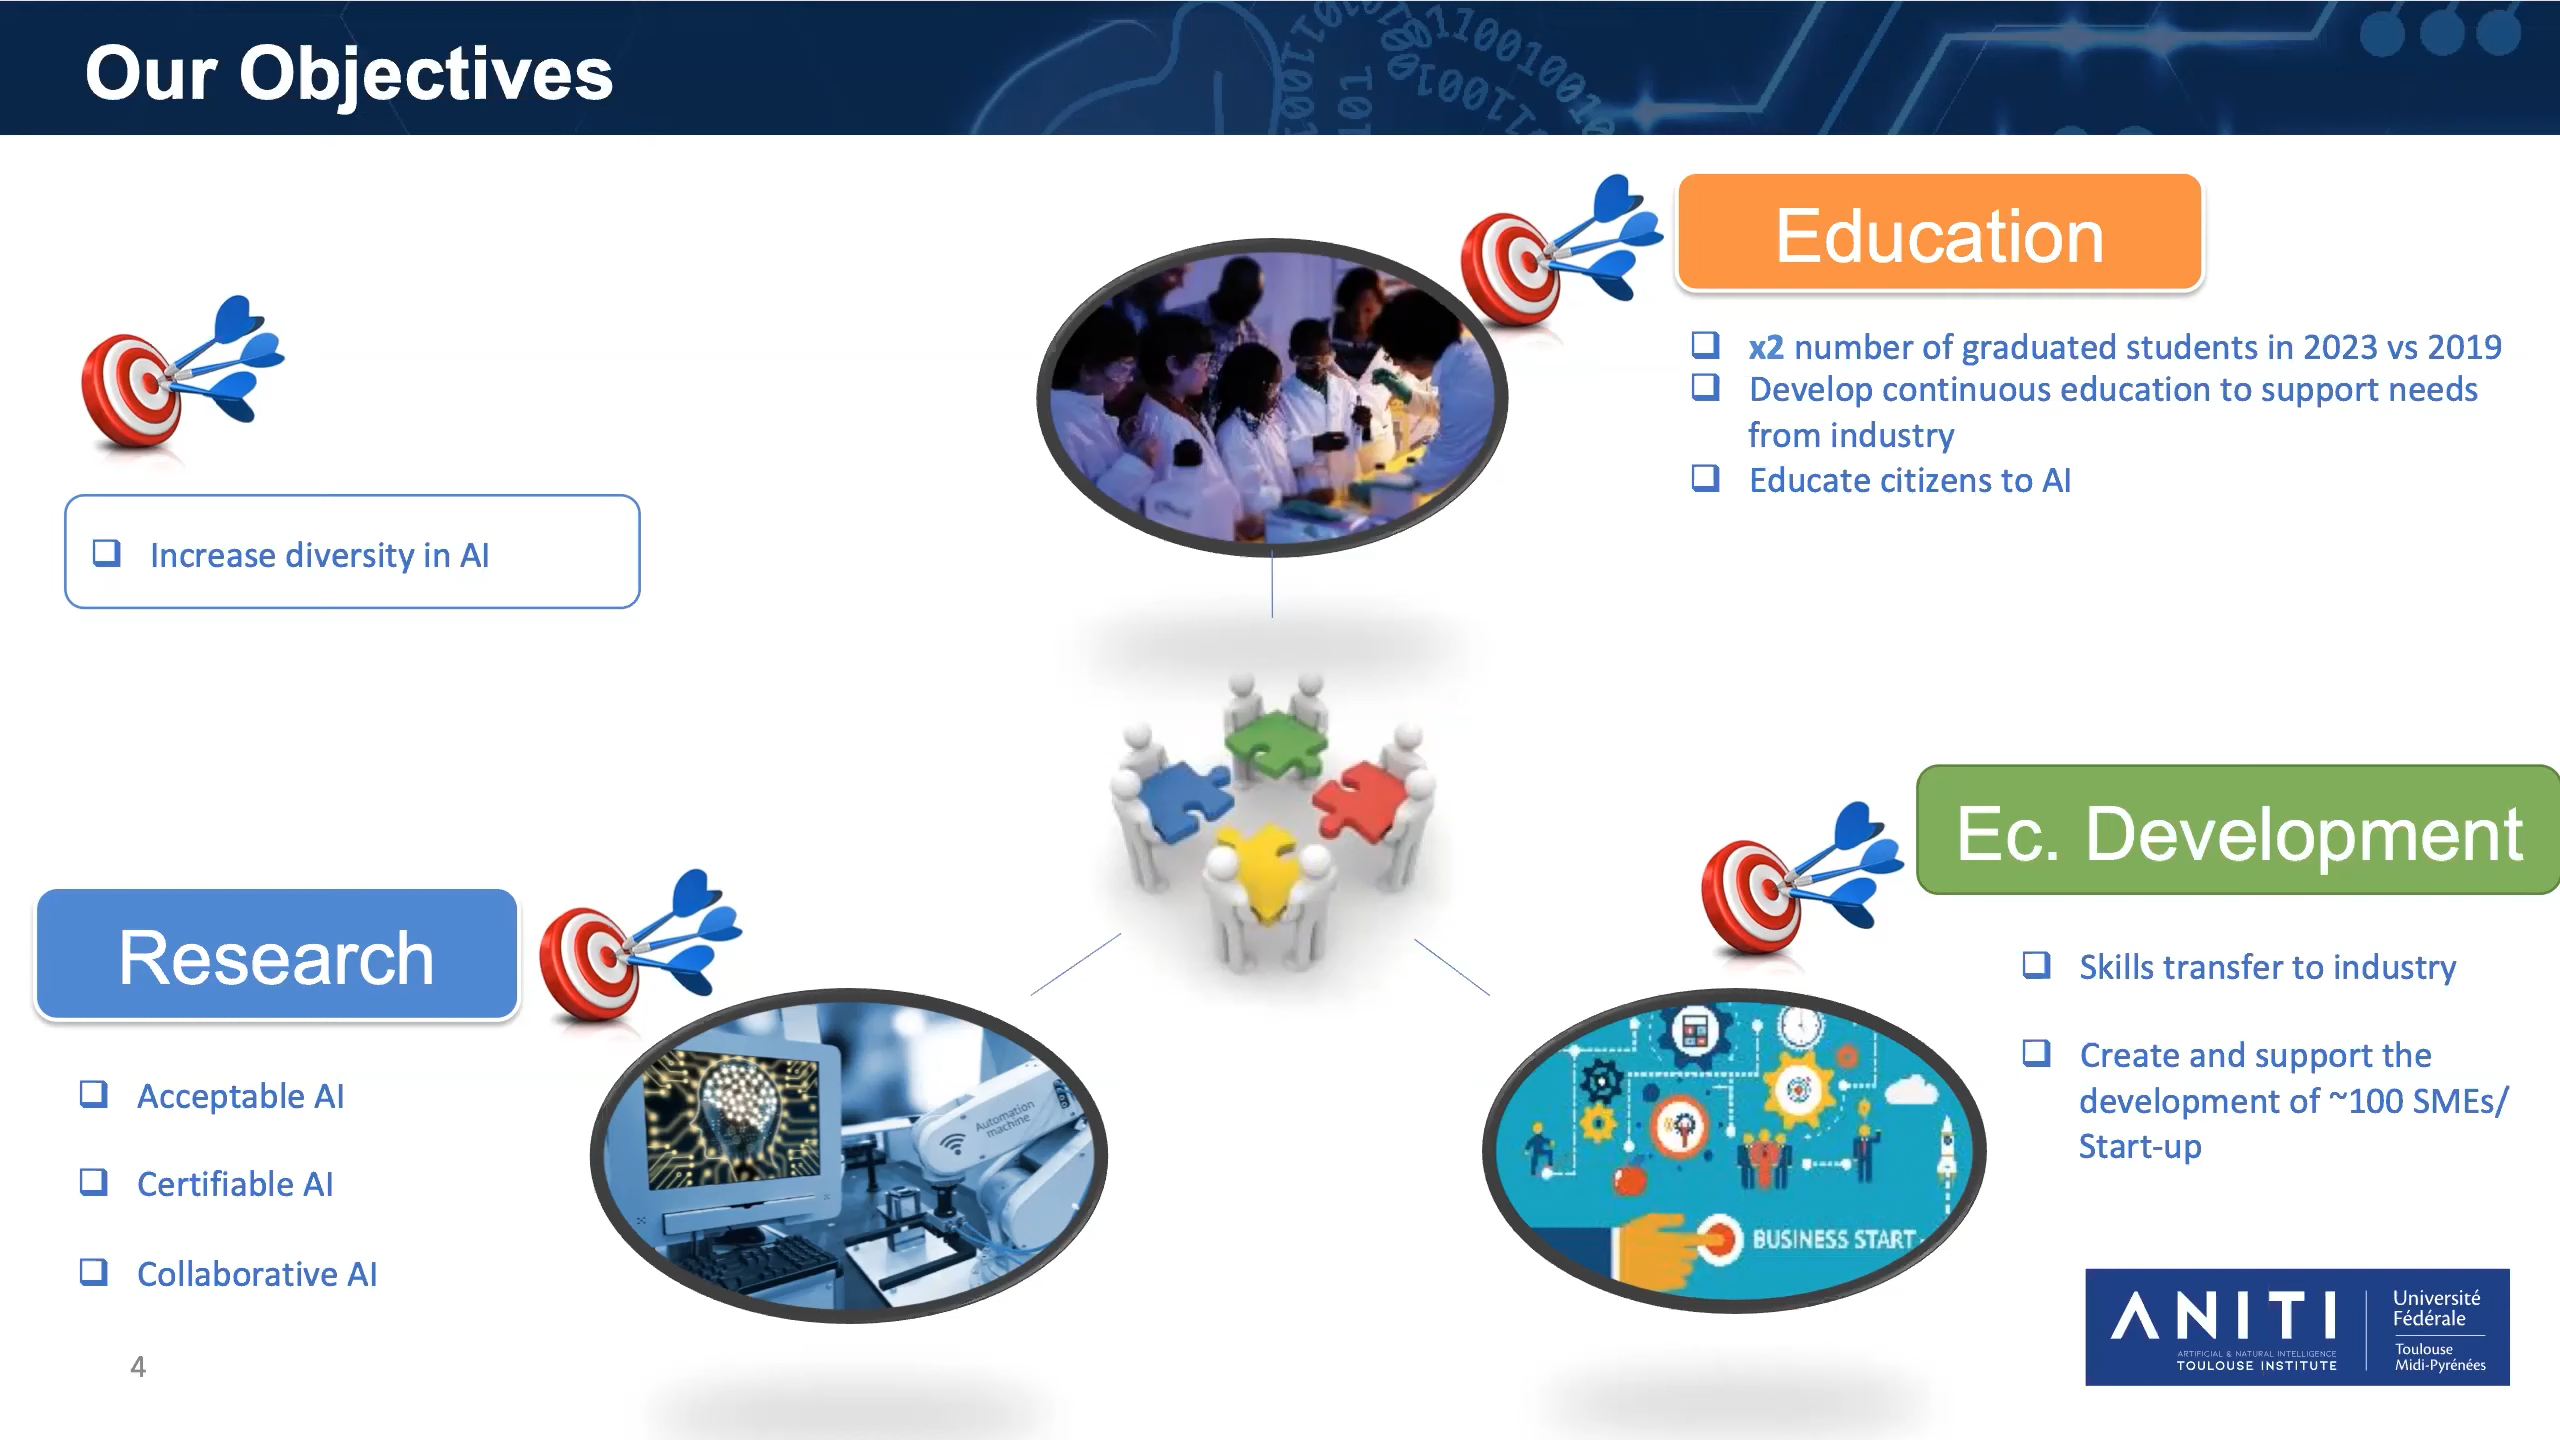 Our Objectives
Education
x2 number of graduated students in 2023 vs 2019
Develop continuous education to support needs
from industry
Educate citizens to AI
Increase diversity in AI
Ec. Development
Skills transfer to industry
Create and support the
development of ~100 SMEs/
Start-up
Research
Acceptable AI
Certifiable AI
Collaborative AI
Automation
machine
BUSINESS START
4
ANITI
ARTIFICIAL & NATURAL INTELLIGENCE
TOULOUSE INSTITUTE
Université
Fédérale
Toulouse
Midi-Pyrénées